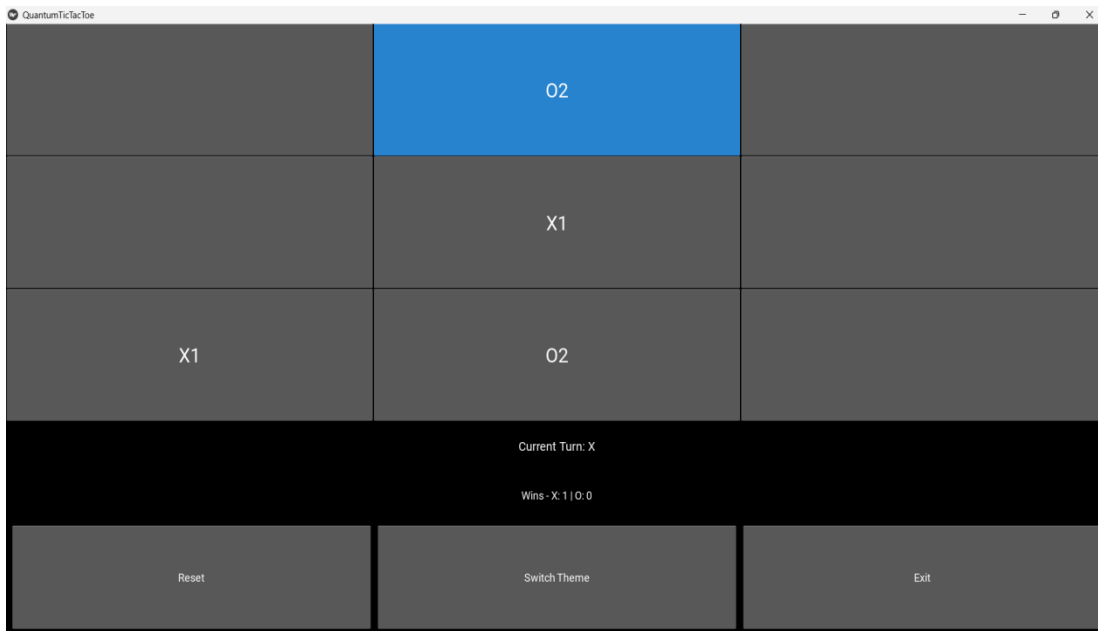 QuantumTicTacToe
O2
X1
X1 O2
Current Turn: X
Wins - X: 1 | O: 0
Reset Switch Theme Exit